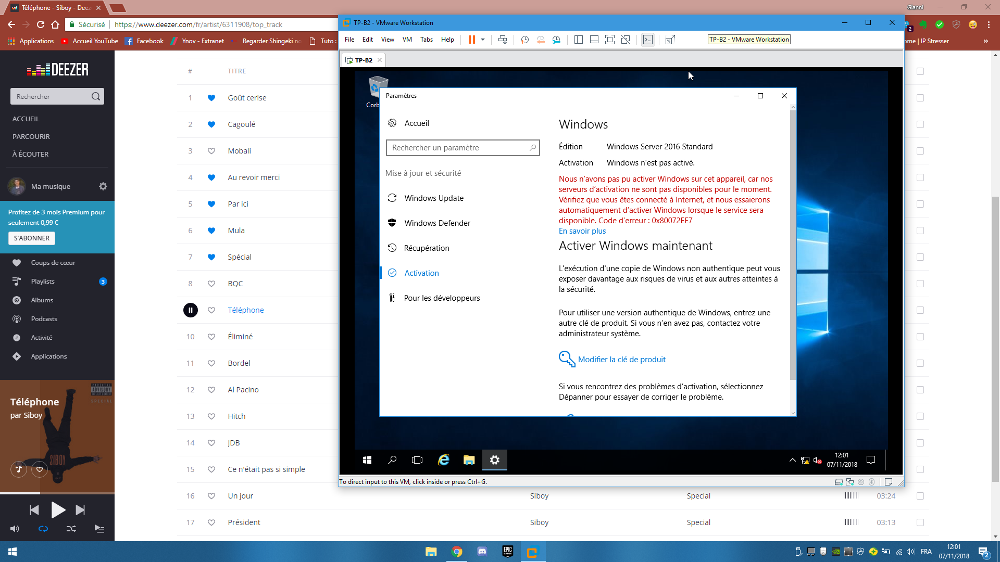 Téléphone - Siboy - Deez
Gianni
Sécurisé
https://www.deezer.com/fr/artist/6311908/top_track
2
Applications
Accueil YouTube
Facebook
Ynov - Extranet
Regarder Shingeki no
Tuto :
ome | IP Stresser
»
DEEZER
Rechercher
ACCUEIL
PARCOURIR
À ÉCOUTER
Ma musique
Profitez de 3 mois Premium pour
seulement 0,99 €
S'ABONNER
Coups de cœur
Playlists
3
Albums
Podcasts
Activité
Applications
PARENTAL
ADVISORY
EXPLICIT CONTENT
SPECIAL
Téléphone
par Siboy
SIBOY
# TITRE
1 Goût cerise
2 Cagoulé
3 Mobali
4 Au revoir merci
5 Par ici
6 Mula
7 Spécial
8 BQC
Téléphone
10 Éliminé
11 Bordel
12 Al Pacino
13 Hitch
14 JDB
15 Ce n'était pas si simple
16 Un jour Siboy Special 03:24
17 Président Siboy Special 03:13
TP-B2 - VMware Workstation
File Edit View VM Tabs Help
TP-B2 - VMware Workstation
TP-B2
Corb
Paramètres
Accueil
Rechercher un paramètre
Mise à jour et sécurité
Windows Update
Windows Defender
Récupération
Activation
Pour les développeurs
Windows
Édition Windows Server 2016 Standard
Activation Windows n’est pas activé.
Nous n’avons pas pu activer Windows sur cet appareil, car nos
serveurs d’activation ne sont pas disponibles pour le moment.
Vérifiez que vous êtes connecté à Internet, et nous essaierons
automatiquement d’activer Windows lorsque le service sera
disponible. Code d’erreur : 0x80072EE7
En savoir plus
Activer Windows maintenant
L'exécution d'une copie de Windows non authentique peut vous
exposer davantage aux risques de virus et aux autres atteintes à
la sécurité.
Pour utiliser une version authentique de Windows, entrez une
autre clé de produit. Si vous n’en avez pas, contactez votre
administrateur système.
Modifier la clé de produit
Si vous rencontrez des problèmes d’activation, sélectionnez
Dépanner pour essayer de corriger le problème.
12:01
07/11/2018
To direct input to this VM, click inside or press Ctrl+G.
EPIC
GAMES
FRA
12:01
07/11/2018
2